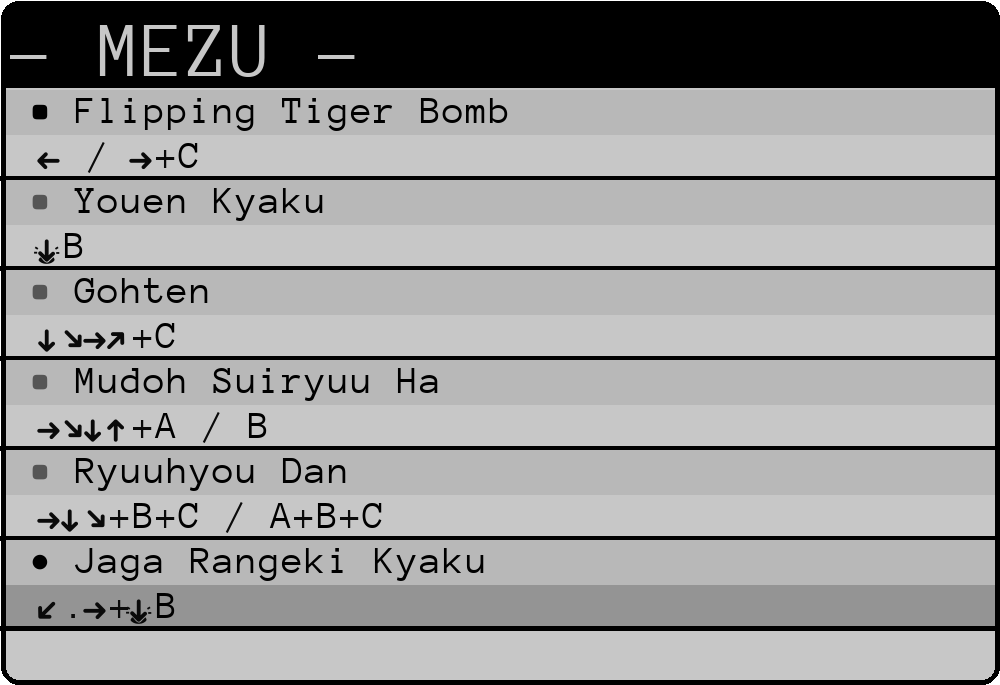 — MEZU —
▪ Flipping Tiger Bomb
← / →+C
▪ Youen Kyaku
↓B
▪ Gohten
↓↘→↗+C
▪ Mudoh Suiryuu Ha
→↘↓↑+A / B
▪ Ryuuhyou Dan
→↓↘+B+C / A+B+C
● Jaga Rangeki Kyaku
↙.→+↓B